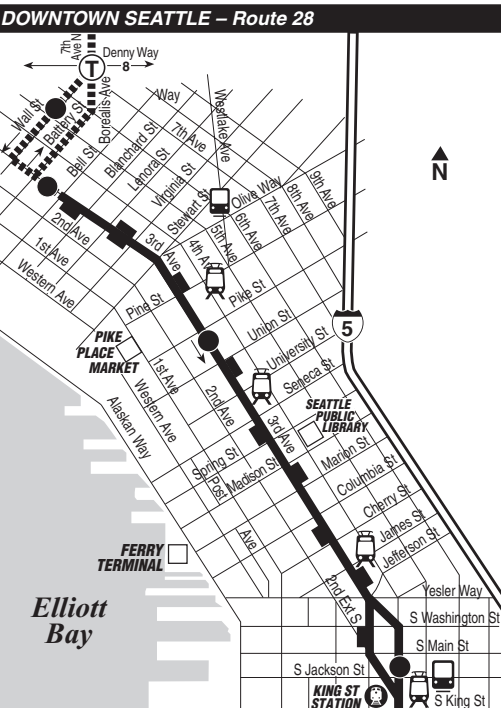 DOWNTOWN SEATTLE – Route 28
7th
Ave N
Denny Way
8
T
Wall St
Battery St
Borealis Ave
Way
Westlake Ave
Bell St
Blanchard St
Lenora St
Virginia St
7th Ave
Stewart St
Olive Way
9th Ave
8th Ave
7th Ave
6th Ave
5th Ave
4th Av
3rd Ave
2nd Ave
1st Ave
Western Ave
N
Pine St
Pike St
Union St
University St
Seneca St
5
PIKE
PLACE
MARKET
1st Ave
Western Ave
Alaskan Way
2nd Ave
3rd Ave
SEATTLE
PUBLIC
LIBRARY
Spring St
Post
Madison St
Marion St
Columbia St
Cherry St
James St
Jefferson St
Ave
FERRY
TERMINAL
2nd Ext S
Yesler Way
Elliott
Bay
S Washington St
S Main St
S Jackson St
KING ST
STATION
S King St